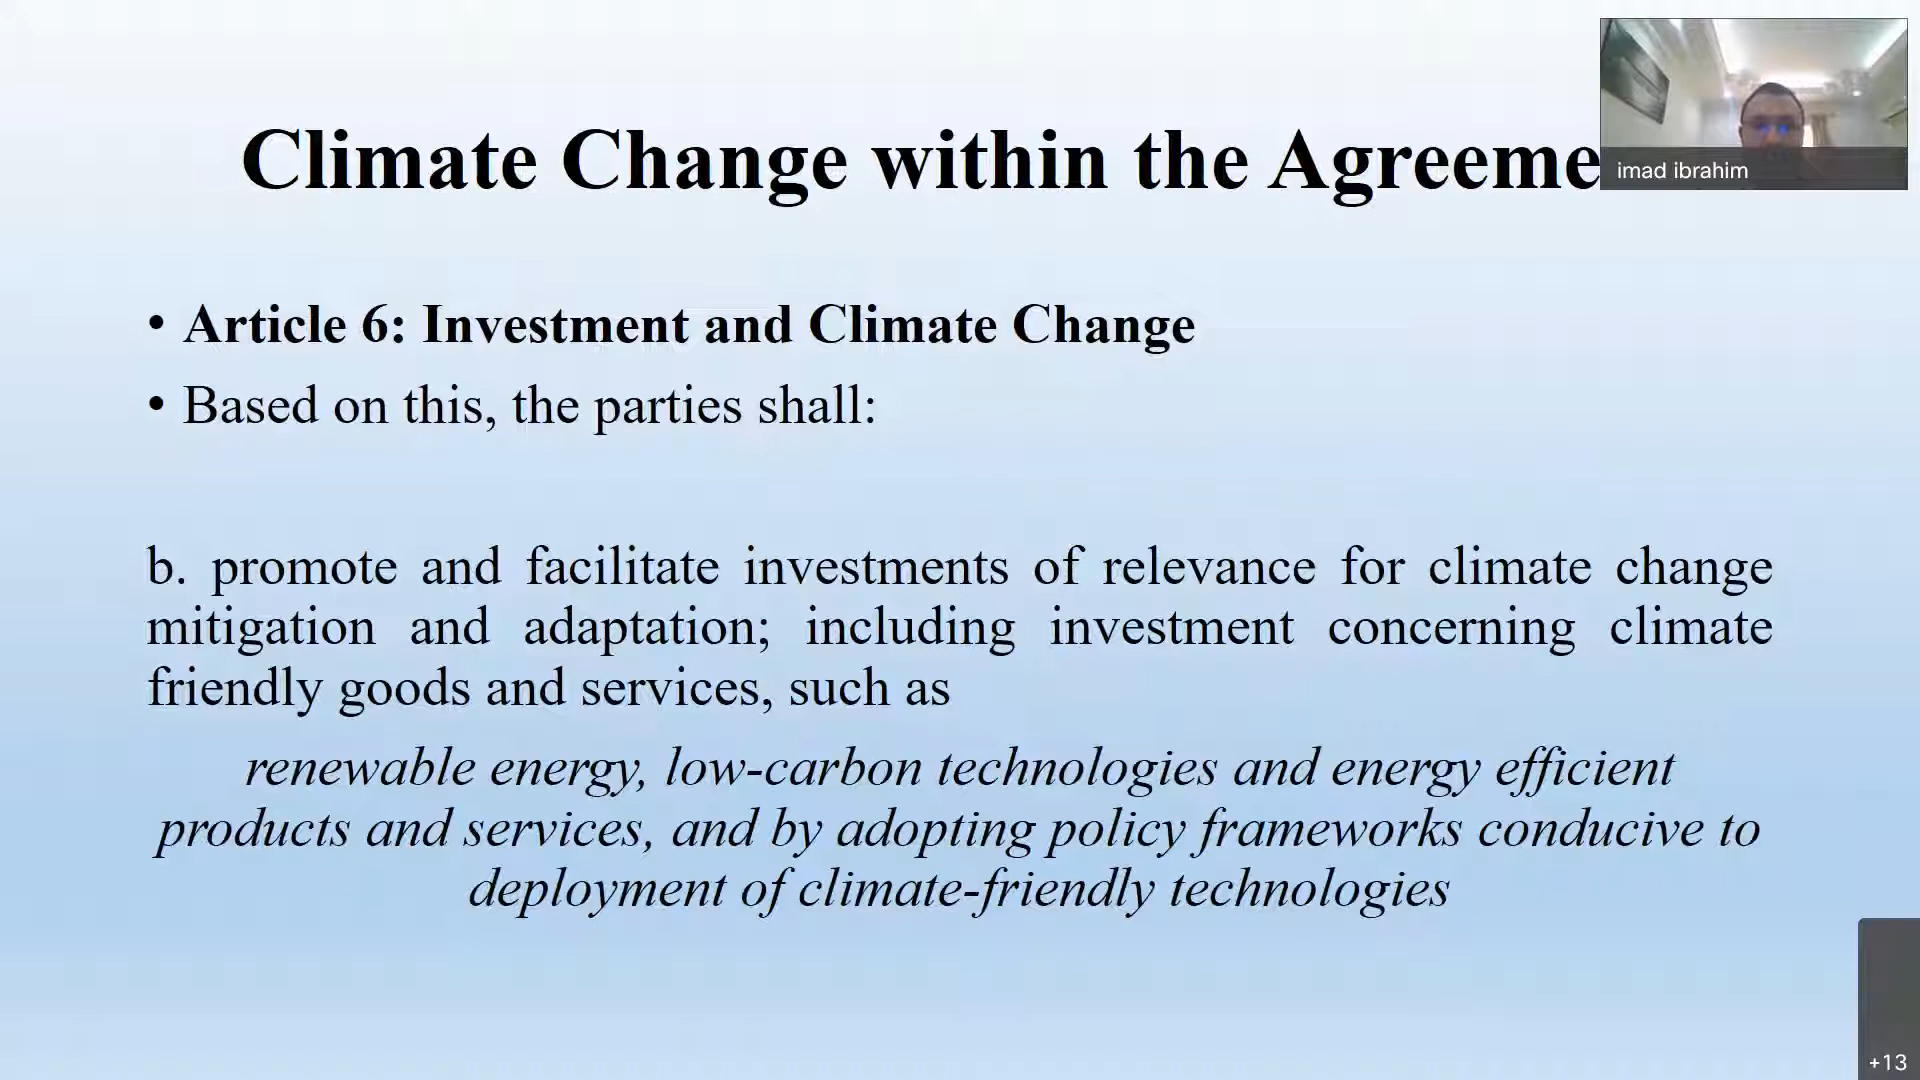 Climate Change within the Agreeme
imad ibrahim
• Article 6: Investment and Climate Change
• Based on this, the parties shall:
b. promote and facilitate investments of relevance for climate change
mitigation and adaptation; including investment concerning climate
friendly goods and services, such as
renewable energy, low-carbon technologies and energy efficient
products and services, and by adopting policy frameworks conducive to
deployment of climate-friendly technologies
+13